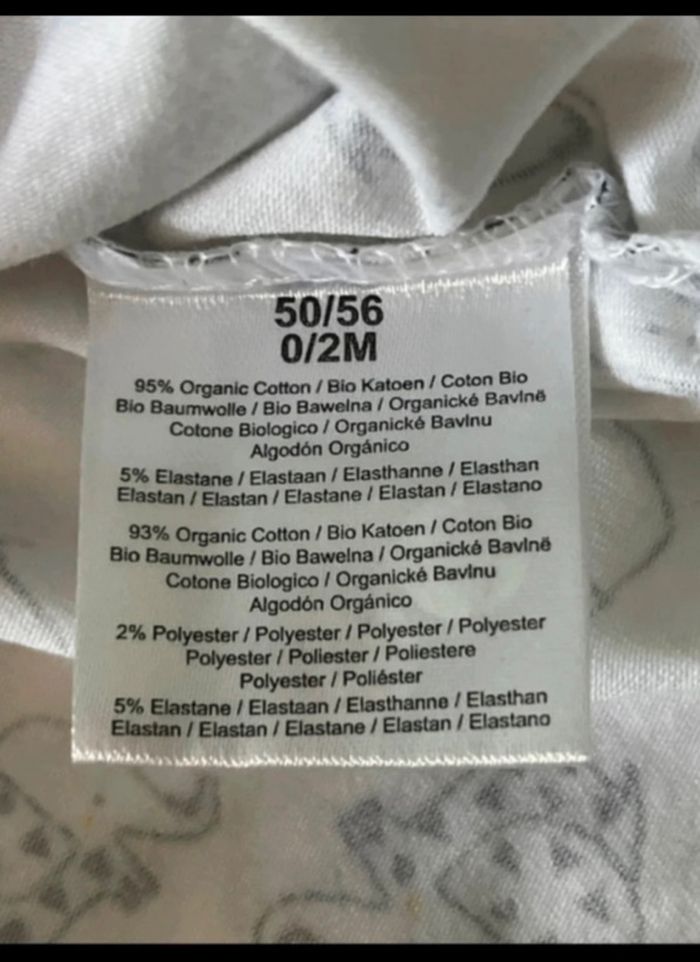 50/56
0/2M
95% Organic Cotton / Bio Katoen / Coton Bio
Bio Baumwolle / Bio Bawelna / Organické Bavlně
Cotone Biologico / Organické Bavlnu
Algodón Orgánico
5% Elastane / Elastaan / Elasthanne / Elasthan
Elastan / Elastan / Elastane / Elastan / Elastano
93% Organic Cotton / Bio Katoen / Coton Bio
Bio Baumwolle / Bio Bawelna / Organické Bavlně
Cotone Biologico / Organické Bavlnu
Algodón Orgánico
2% Polyester / Polyester / Polyester / Polyester
Polyester / Poliester / Poliestere
Polyester / Poliéster
5% Elastane / Elastaan / Elasthanne / Elasthan
Elastan / Elastan / Elastane / Elastan / Elastano